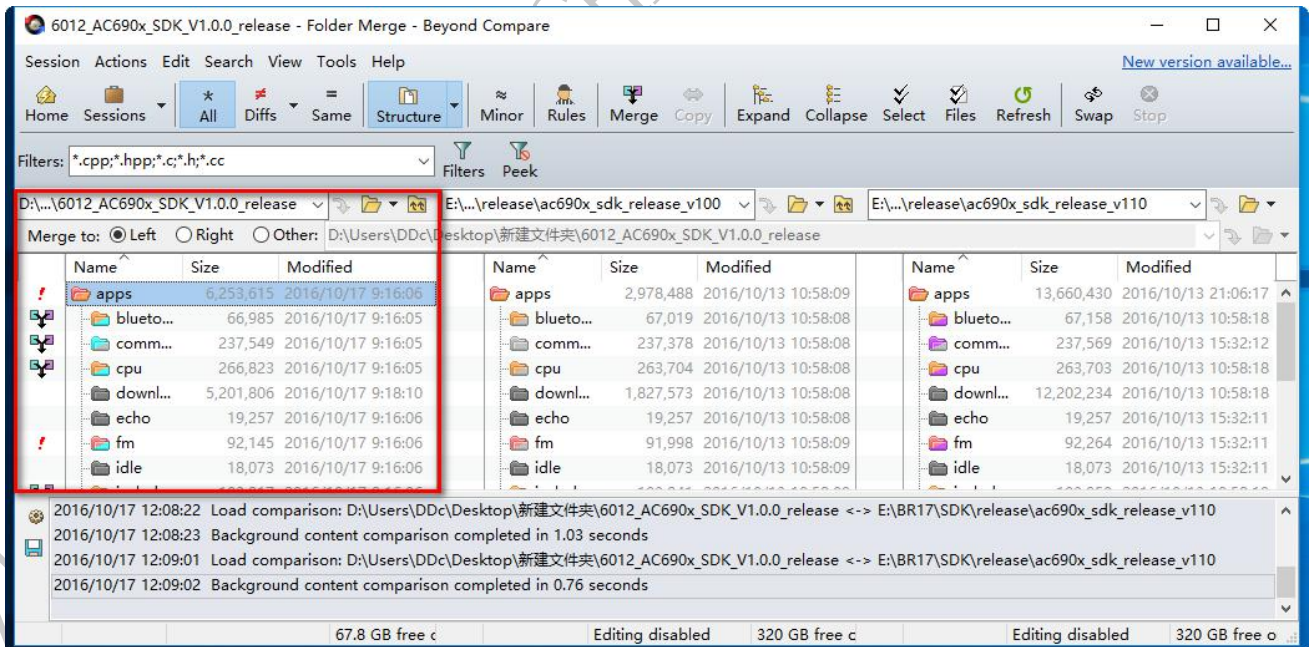 6012_AC690x_SDK_V1.0.0_release - Folder Merge - Beyond Compare
Session Actions Edit Search View Tools Help New version available...
Home Sessions All Diffs Same Structure Minor Rules Merge Copy Expand Collapse Select Files Refresh Swap Stop
Filters: *.cpp;*.hpp;*.c;*.h;*.cc Filters Peek
D:\...\6012_AC690x_SDK_V1.0.0_release E:\...\release\ac690x_sdk_release_v100 E:\...\release\ac690x_sdk_release_v110
Merge to: Left Right Other: D:\Users\DDc\Desktop\新建文件夹\6012_AC690x_SDK_V1.0.0_release
Name Size Modified Name Size Modified Name Size Modified
apps 6,253,615 2016/10/17 9:16:06 apps 2,978,488 2016/10/13 10:58:09 apps 13,660,430 2016/10/13 21:06:17
blueto... 66,985 2016/10/17 9:16:05 blueto... 67,019 2016/10/13 10:58:08 blueto... 67,158 2016/10/13 10:58:18
comm... 237,549 2016/10/17 9:16:05 comm... 237,378 2016/10/13 10:58:08 comm... 237,569 2016/10/13 15:32:12
cpu 266,823 2016/10/17 9:16:05 cpu 263,704 2016/10/13 10:58:08 cpu 263,703 2016/10/13 10:58:18
downl... 5,201,806 2016/10/17 9:18:10 downl... 1,827,573 2016/10/13 10:58:08 downl... 12,202,234 2016/10/13 10:58:18
echo 19,257 2016/10/17 9:16:06 echo 19,257 2016/10/13 10:58:08 echo 19,257 2016/10/13 15:32:11
fm 92,145 2016/10/17 9:16:06 fm 91,998 2016/10/13 10:58:09 fm 92,264 2016/10/13 15:32:11
idle 18,073 2016/10/17 9:16:06 idle 18,073 2016/10/13 10:58:09 idle 18,073 2016/10/13 15:32:11
2016/10/17 12:08:22 Load comparison: D:\Users\DDc\Desktop\新建文件夹\6012_AC690x_SDK_V1.0.0_release <-> E:\BR17\SDK\release\ac690x_sdk_release_v110
2016/10/17 12:08:23 Background content comparison completed in 1.03 seconds
2016/10/17 12:09:01 Load comparison: D:\Users\DDc\Desktop\新建文件夹\6012_AC690x_SDK_V1.0.0_release <-> E:\BR17\SDK\release\ac690x_sdk_release_v110
2016/10/17 12:09:02 Background content comparison completed in 0.76 seconds
67.8 GB free Editing disabled 320 GB free Editing disabled 320 GB free